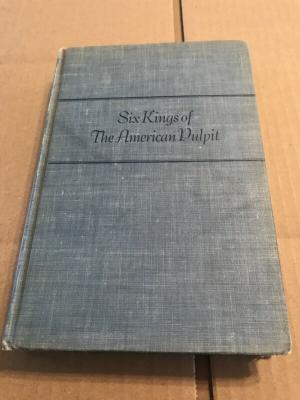 Six Kings of
The American Pulpit